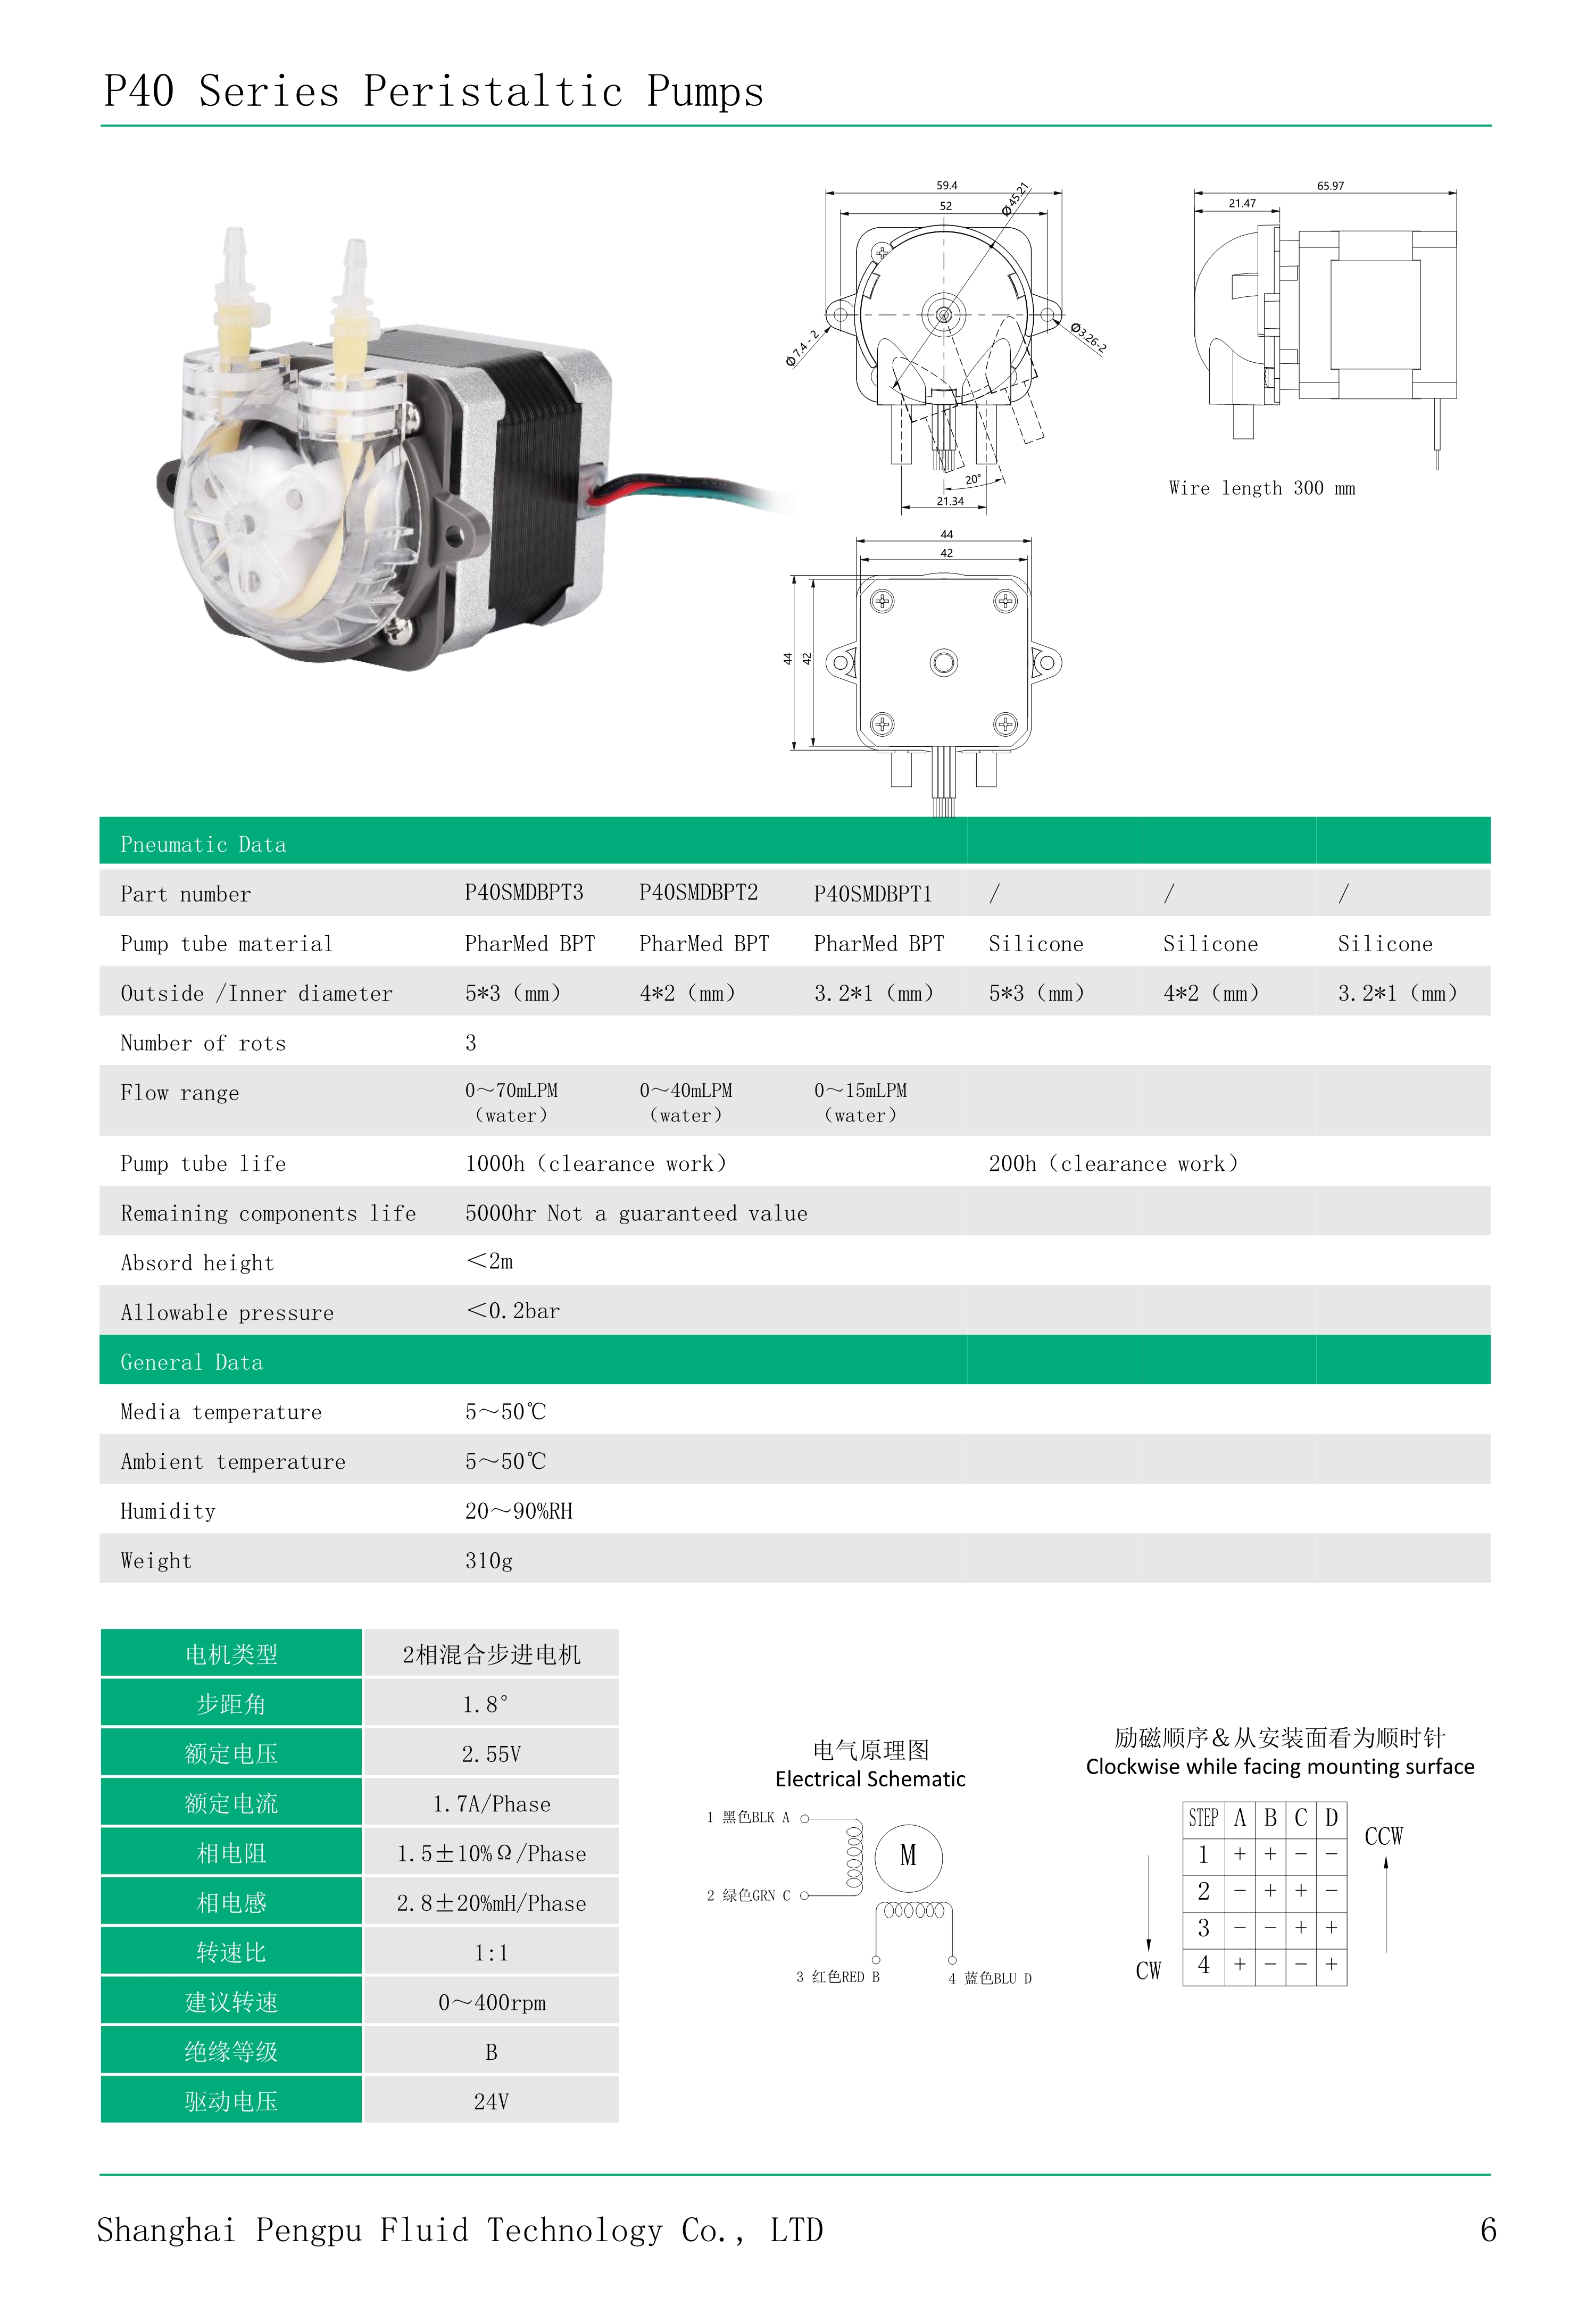 P40 Series Peristaltic Pumps
59.4
52
Ø45.21
Ø7.4-2
Ø3.26-2
20°
21.34
65.97
21.47
Wire length 300 mm
44
42
44
42
Pneumatic Data
Part number P40SMDBPT3 P40SMDBPT2 P40SMDBPT1 / / /
Pump tube material PharMed BPT PharMed BPT PharMed BPT Silicone Silicone Silicone
Outside /Inner diameter 5*3（mm） 4*2（mm） 3.2*1（mm） 5*3（mm） 4*2（mm） 3.2*1（mm）
Number of rots 3
Flow range 0～70mLPM 0～40mLPM 0～15mLPM
（water） （water） （water）
Pump tube life 1000h（clearance work） 200h（clearance work）
Remaining components life 5000hr Not a guaranteed value
Absord height ＜2m
Allowable pressure ＜0.2bar
General Data
Media temperature 5～50℃
Ambient temperature 5～50℃
Humidity 20～90%RH
Weight 310g
电机类型 2相混合步进电机
步距角 1.8°
额定电压 2.55V
额定电流 1.7A/Phase
相电阻 1.5±10%Ω/Phase
相电感 2.8±20%mH/Phase
转速比 1:1
建议转速 0～400rpm
绝缘等级 B
驱动电压 24V
电气原理图
Electrical Schematic
1 黑色BLK A
M
2 绿色GRN C
3 红色RED B
4 蓝色BLU D
励磁顺序＆从安装面看为顺时针
Clockwise while facing mounting surface
STEP A B C D
1 + + − −
2 − + + −
3 − − + +
4 + − − +
CW
CCW
Shanghai Pengpu Fluid Technology Co., LTD
6